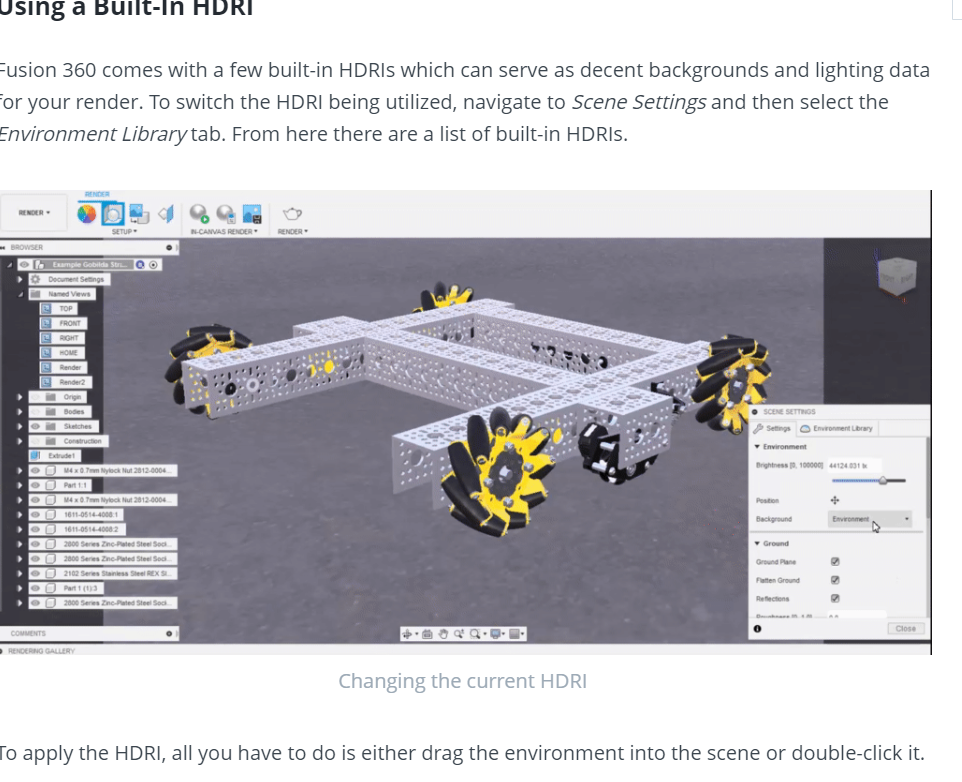 Using a Built-In HDRI
Fusion 360 comes with a few built-in HDRIs which can serve as decent backgrounds and lighting data
for your render. To switch the HDRI being utilized, navigate to Scene Settings and then select the
Environment Library tab. From here there are a list of built-in HDRIs.
RENDER
RENDER
SETUP
IN-CANVAS RENDER
RENDER
BROWSER
Example Gobilda Stru...
Document Settings
Named Views
TOP
FRONT
RIGHT
HOME
Render
Render2
Origin
Bodies
Sketches
Construction
Extrude1
M4 x 0.7mm Nylock Nut 2812-0004...
Part 1:1
M4 x 0.7mm Nylock Nut 2812-0004...
1611-0514-4008:1
1611-0514-4008:2
2800 Series Zinc-Plated Steel Sock...
2800 Series Zinc-Plated Steel Sock...
2102 Series Stainless Steel REX S...
Part 1 (1):3
2800 Series Zinc-Plated Steel Sock...
COMMENTS
RENDERING GALLERY
SCENE SETTINGS
Settings
Environment Library
Environment
Brightness [0, 100000] 44124.031 lx
Position
Background Environment
Ground
Ground Plane
Flatten Ground
Reflections
Close
Changing the current HDRI
To apply the HDRI, all you have to do is either drag the environment into the scene or double-click it.